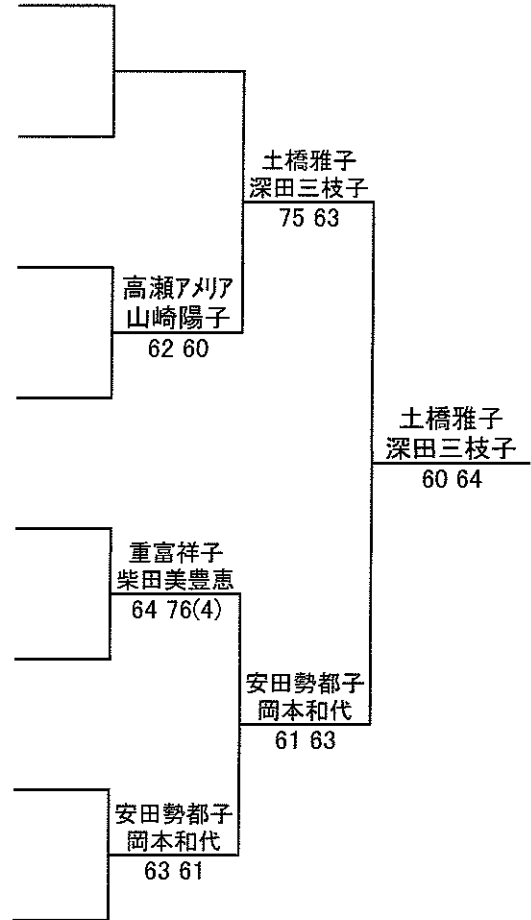 土橋雅子
深田三枝子
75 63
高瀬アメリア
山崎陽子
62 60
土橋雅子
深田三枝子
60 64
重富祥子
柴田美豊恵
64 76(4)
安田勢都子
岡本和代
61 63
安田勢都子
岡本和代
63 61